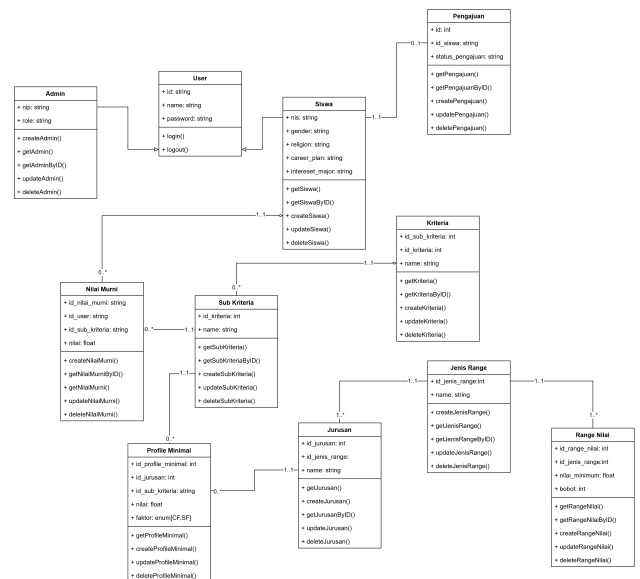 Pengajuan
+ id: int
+ id_siswa: string
+ status_pengajuan: string
+ getPengajuan()
+ getPengajuanByID()
+ createPengajuan()
+ updatePengajuan()
+ deletePengajuan()
0..1
1..1
User
+ id: string
+ name: string
+ password: string
+ login()
+ logout()
Admin
+ nip: string
+ role: string
+ createAdmin()
+ getAdmin()
+ getAdminByID()
+ updateAdmin()
+ deleteAdmin()
Siswa
+ nis: string
+ gender: string
+ religion: string
+ career_plan: string
+ intereset_major: string
+ getSiswa()
+ getSiswaByID()
+ createSiswa()
+ updateSiswa()
+ deleteSiswa()
1..1
0..*
Kriteria
+ id_sub_kriteria: int
+ id_kriteria: int
+ name: string
+ getKriteria()
+ getKriteriaByID()
+ createKriteria()
+ updateKriteria()
+ deleteKriteria()
1..1
0..*
Nilai Murni
+ id_nilai_murni: string
+ id_user: string
+ id_sub_kriteria: string
+ nilai: float
+ createNilaiMurni()
+ getNilaiMurniByID()
+ getNilaiMurni()
+ updateNilaiMurni()
+ deleteNilaiMurni()
0..*
1..1
Sub Kriteria
+ id_kriteria: int
+ name: string
+ getSubKriteria()
+ getSubKriteriaByID()
+ createSubKriteria()
+ updateSubKriteria()
+ deleteSubKriteria()
1..1
0..*
Jenis Range
+ id_jenis_range:int
+ name: string
+ createJenisRange()
+ getJenisRange()
+ getJenisRangeByID()
+ updateJenisRange()
+ deleteJenisRange()
1..1
1..*
1..1
1..*
Jurusan
+ id_jurusan: int
+ id_jenis_range:
+ name: string
+ getJurusan()
+ createJurusan()
+ getJurusanByID()
+ updateJurusan()
+ deleteJurusan()
Range Nilai
+ id_range_nilai: int
+ id_jenis_range:int
+ nilai_minimum: float
+ bobot: int
+ getRangeNilai()
+ getRangeNilaiByID()
+ createRangeNilai()
+ updateRangeNilai()
+ deleteRangeNilai()
Profile Minimal
+ id_profile_minimal: int
+ id_jurusan: int
+ id_sub_kriteria: string
+ nilai: float
+ faktor: enum[CF,SF]
+ getProfileMinimal()
+ createProfileMinimal()
+ updateProfileMinimal()
+ deleteProfileMinimal()
0..*
1..1